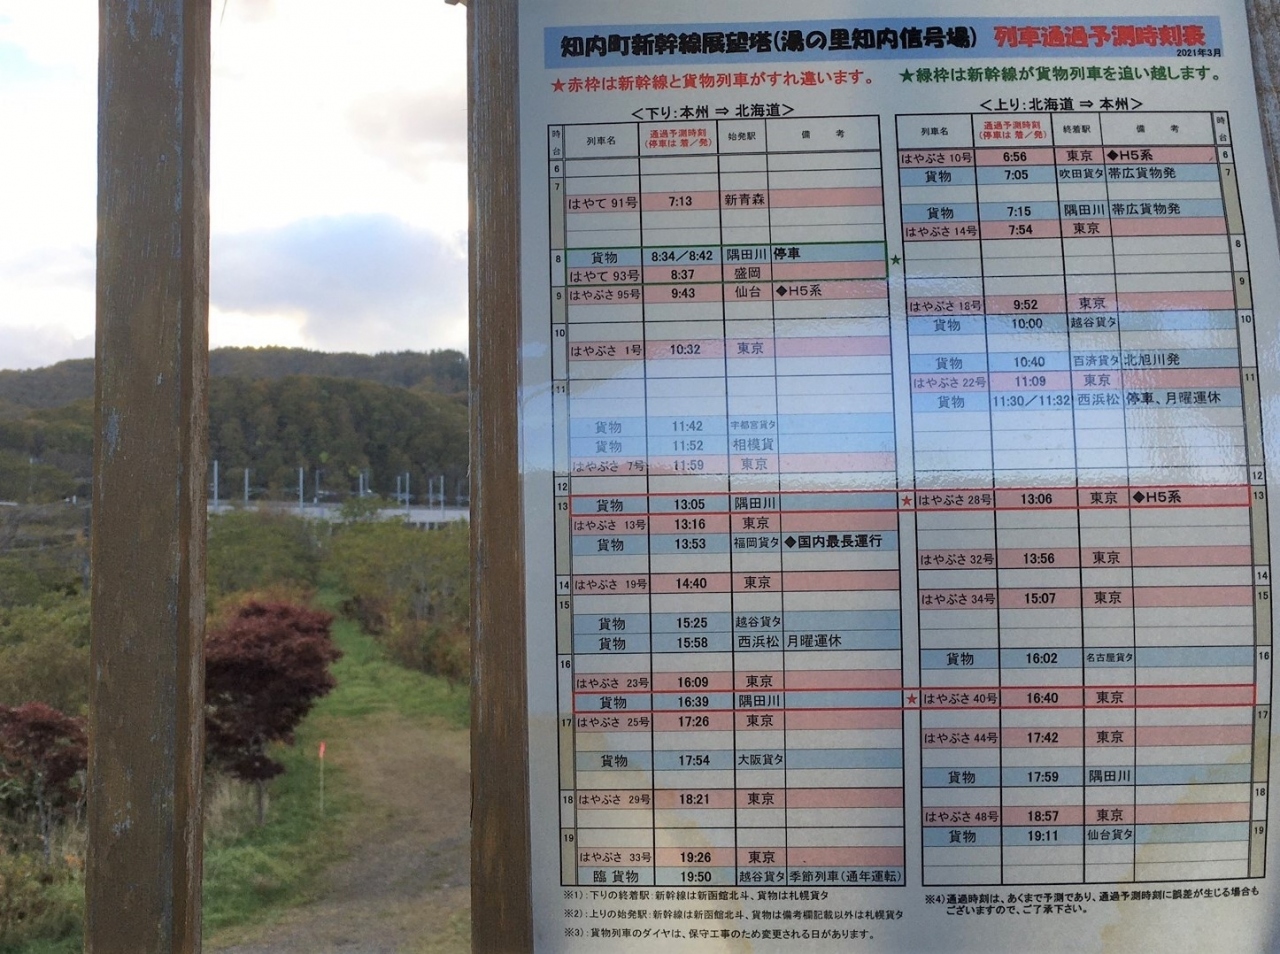 知内町新幹線展望塔(湯の里知内信号場) 列車通過予測時刻表
2021年3月
★赤枠は新幹線と貨物列車がすれ違います。 ★緑枠は新幹線が貨物列車を追い越します。
＜下り：本州 ⇒ 北海道＞
時台 列車名 通過予測時刻(停車は 着／発) 始発駅 備考
6
7
はやて 91号 7:13 新青森
8 貨物 8:34／8:42 隅田川 停車 ★
はやて 93号 8:37 盛岡
9 はやぶさ 95号 9:43 仙台 ◆H5系
10
はやぶさ 1号 10:32 東京
11
貨物 11:42 宇都宮貨タ
貨物 11:52 相模貨
はやぶさ 7号 11:59 東京
12
13 貨物 13:05 隅田川 ★
はやぶさ 13号 13:16 東京
貨物 13:53 福岡貨タ ◆国内最長運行
14 はやぶさ 19号 14:40 東京
15
貨物 15:25 越谷貨タ
貨物 15:58 西浜松 月曜運休
16
はやぶさ 23号 16:09 東京
貨物 16:39 隅田川 ★
17 はやぶさ 25号 17:26 東京
貨物 17:54 大阪貨タ
18 はやぶさ 29号 18:21 東京
19
はやぶさ 33号 19:26 東京
臨 貨物 19:50 越谷貨タ 季節列車(通年運転)
＜上り：北海道 ⇒ 本州＞
列車名 通過予測時刻(停車は 着／発) 終着駅 備考 時台
はやぶさ 10号 6:56 東京 ◆H5系 6
貨物 7:05 吹田貨タ 帯広貨物発 7
貨物 7:15 隅田川 帯広貨物発
はやぶさ 14号 7:54 東京
8
9
はやぶさ 18号 9:52 東京
貨物 10:00 越谷貨タ 10
貨物 10:40 百済貨タ 北旭川発
はやぶさ 22号 11:09 東京 11
貨物 11:30／11:32 西浜松 停車、月曜運休
12
はやぶさ 28号 13:06 東京 ◆H5系 13
はやぶさ 32号 13:56 東京
14
はやぶさ 34号 15:07 東京 15
貨物 16:02 名古屋貨タ 16
はやぶさ 40号 16:40 東京
17
はやぶさ 44号 17:42 東京
貨物 17:59 隅田川
18
はやぶさ 48号 18:57 東京
貨物 19:11 仙台貨タ 19
※1）：下りの終着駅：新幹線は新函館北斗、貨物は札幌貨タ
※2）：上りの始発駅：新幹線は新函館北斗、貨物は備考欄記載以外は札幌貨タ
※3）：貨物列車のダイヤは、保守工事のため変更される日があります。
※4）通過時刻は、あくまで予測であり、通過予測時刻に誤差が生じる場合も
ございますので、ご了承下さい。